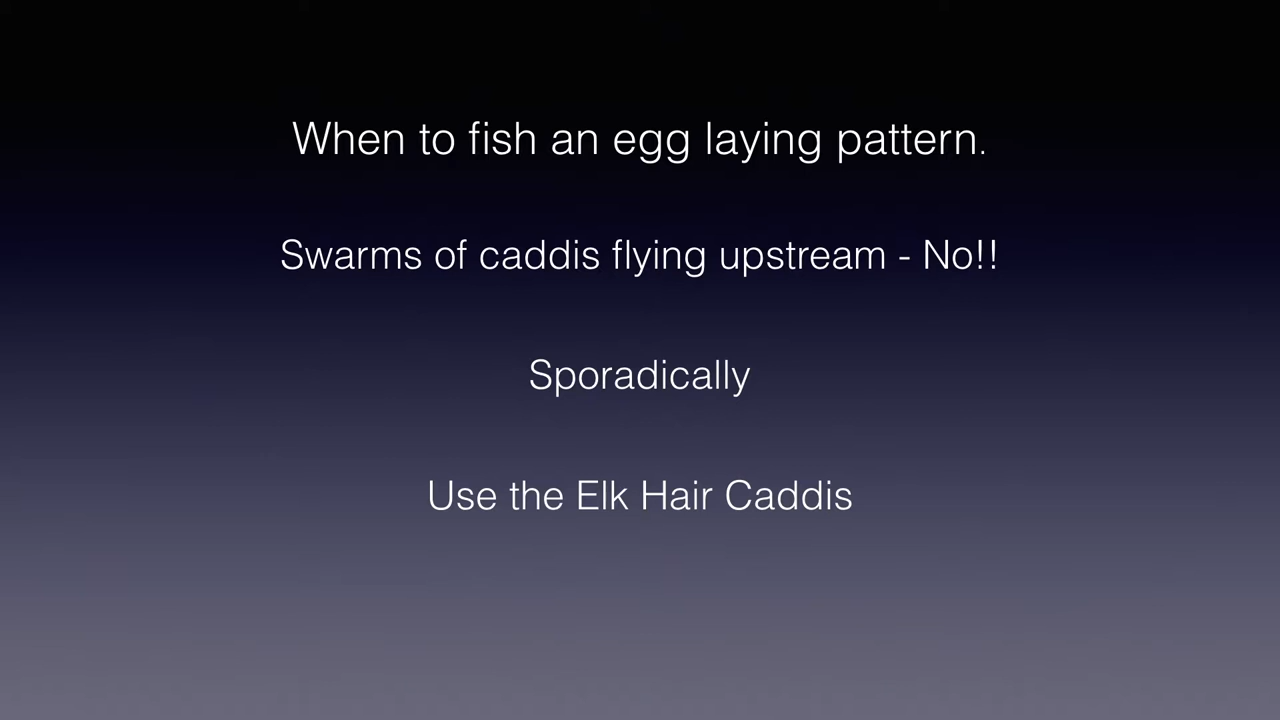 When to fish an egg laying pattern.
Swarms of caddis flying upstream - No!!
Sporadically
Use the Elk Hair Caddis